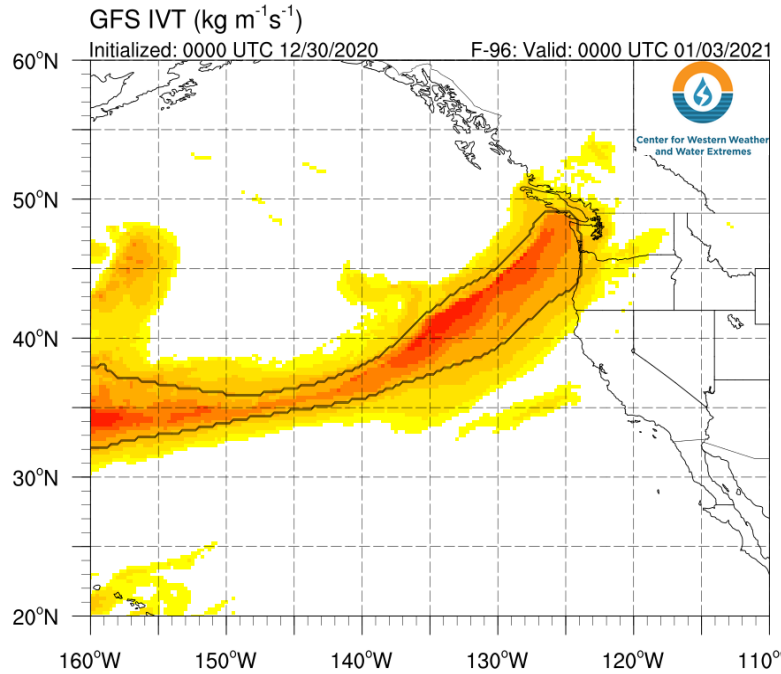 GFS IVT (kg m⁻¹s⁻¹)
Initialized: 0000 UTC 12/30/2020 F-96: Valid: 0000 UTC 01/03/2021
60°N
Center for Western Weather
and Water Extremes
50°N
40°N
30°N
20°N
160°W 150°W 140°W 130°W 120°W 110°